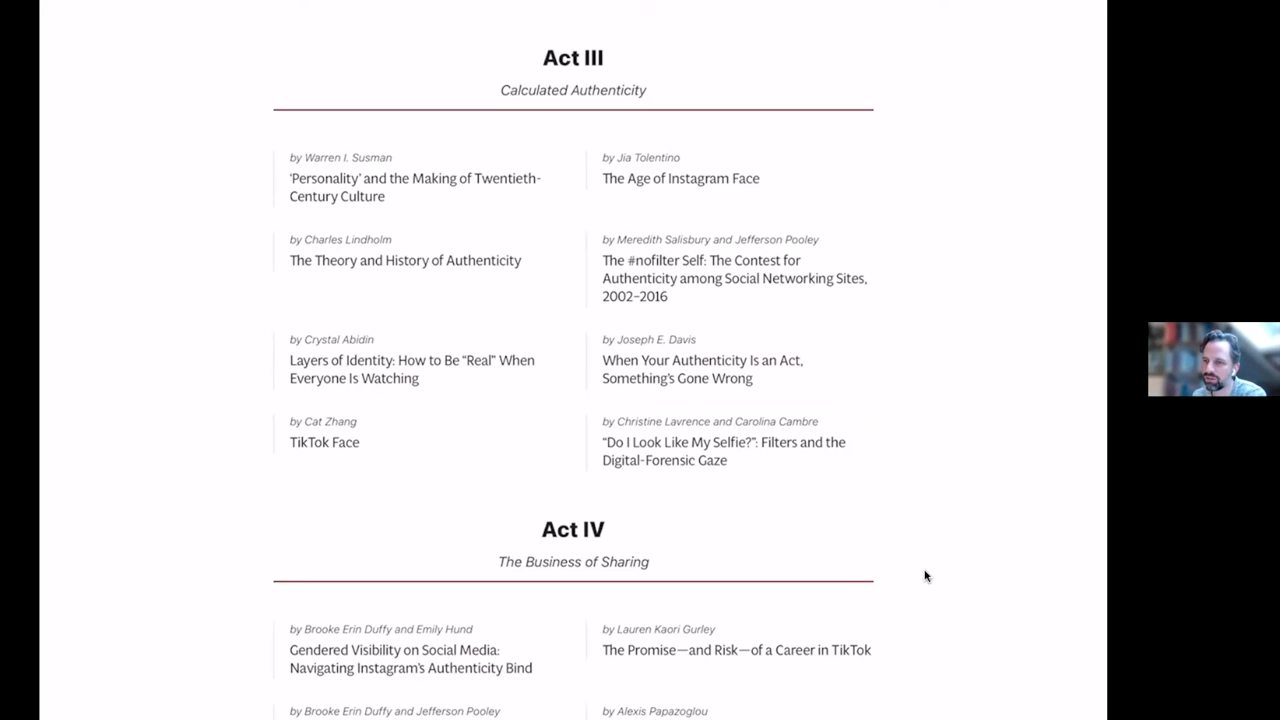 Act III
Calculated Authenticity
by Warren I. Susman
‘Personality’ and the Making of Twentieth-
Century Culture
by Jia Tolentino
The Age of Instagram Face
by Charles Lindholm
The Theory and History of Authenticity
by Meredith Salisbury and Jefferson Pooley
The #nofilter Self: The Contest for
Authenticity among Social Networking Sites,
2002–2016
by Crystal Abidin
Layers of Identity: How to Be “Real” When
Everyone Is Watching
by Joseph E. Davis
When Your Authenticity Is an Act,
Something’s Gone Wrong
by Cat Zhang
TikTok Face
by Christine Lavrence and Carolina Cambre
“Do I Look Like My Selfie?”: Filters and the
Digital-Forensic Gaze
Act IV
The Business of Sharing
by Brooke Erin Duffy and Emily Hund
Gendered Visibility on Social Media:
Navigating Instagram’s Authenticity Bind
by Lauren Kaori Gurley
The Promise—and Risk—of a Career in TikTok
by Brooke Erin Duffy and Jefferson Pooley
by Alexis Papazoglou